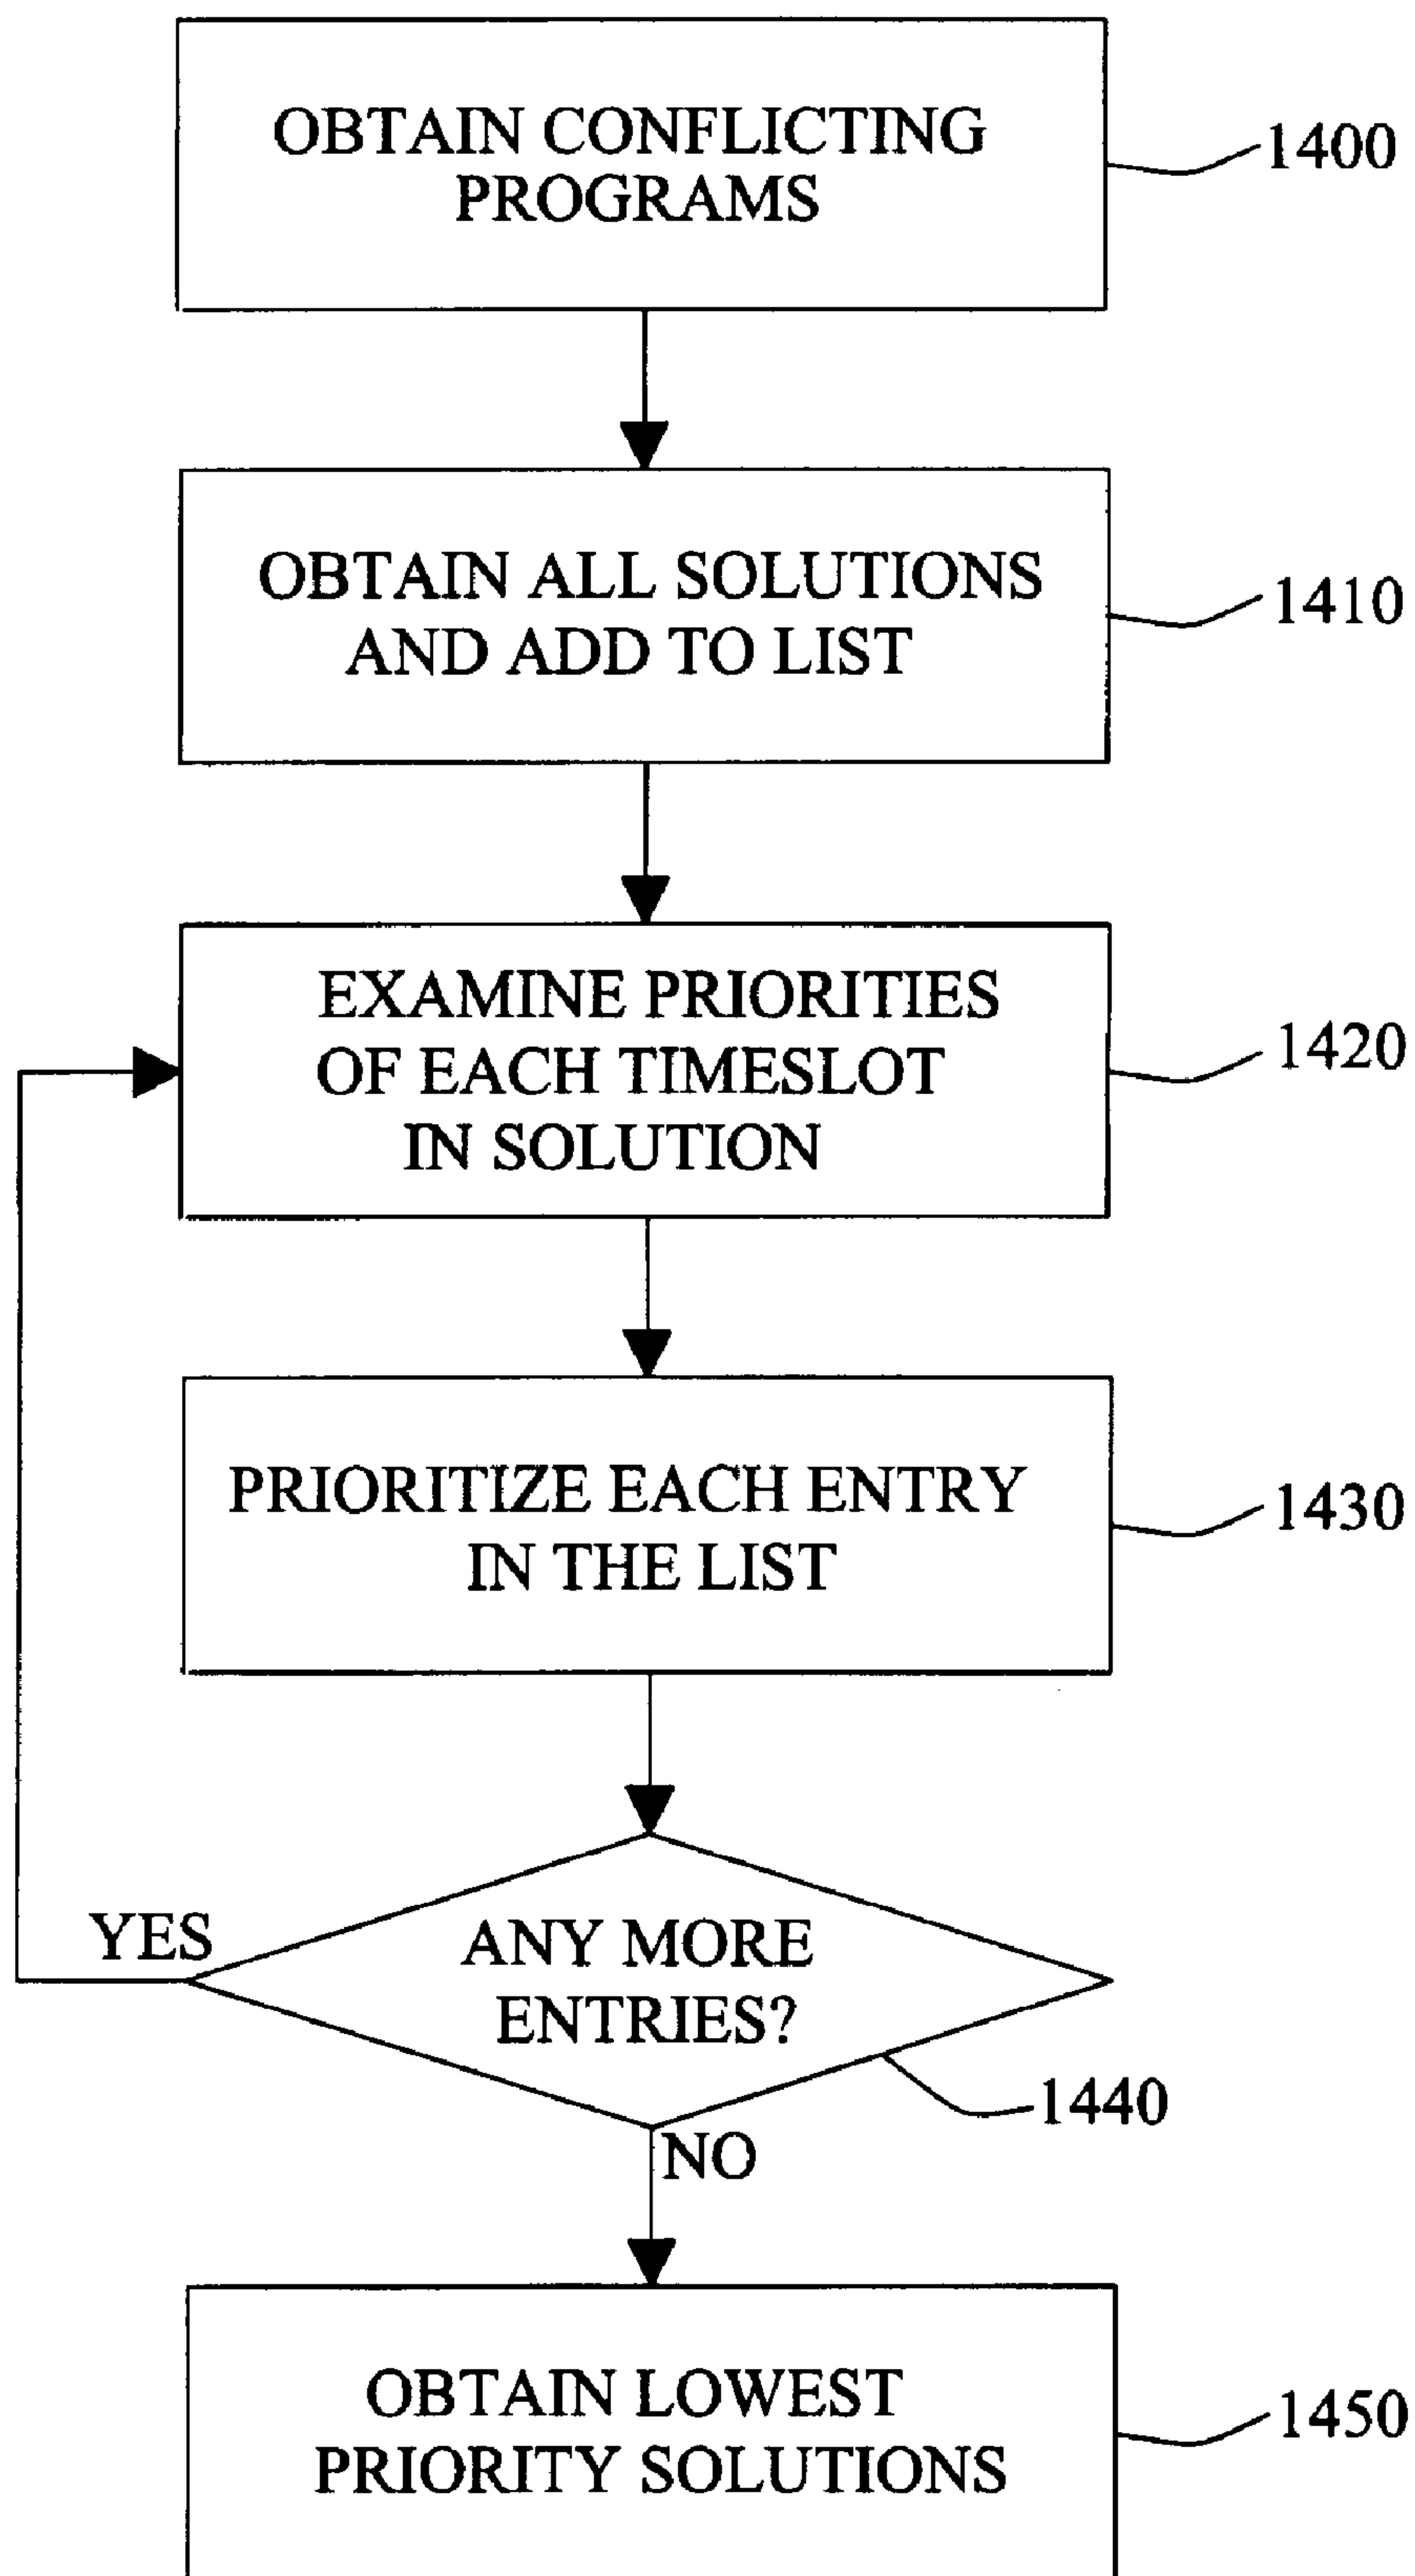 OBTAIN CONFLICTING
PROGRAMS
1400
OBTAIN ALL SOLUTIONS
AND ADD TO LIST
1410
EXAMINE PRIORITIES
OF EACH TIMESLOT
IN SOLUTION
1420
PRIORITIZE EACH ENTRY
IN THE LIST
1430
YES
ANY MORE
ENTRIES?
1440
NO
OBTAIN LOWEST
PRIORITY SOLUTIONS
1450